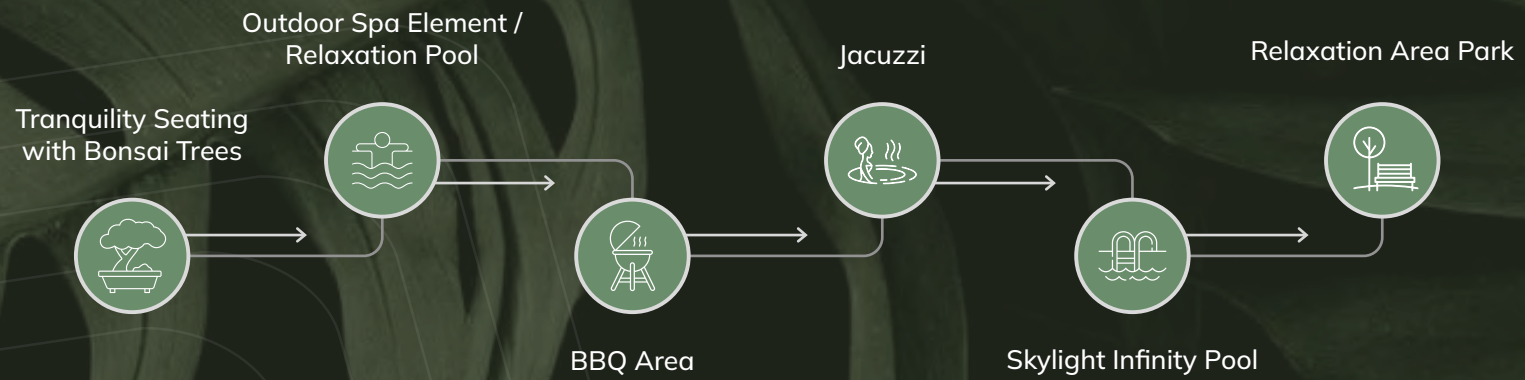 Tranquility Seating
with Bonsai Trees
Outdoor Spa Element /
Relaxation Pool
BBQ Area
Jacuzzi
Skylight Infinity Pool
Relaxation Area Park